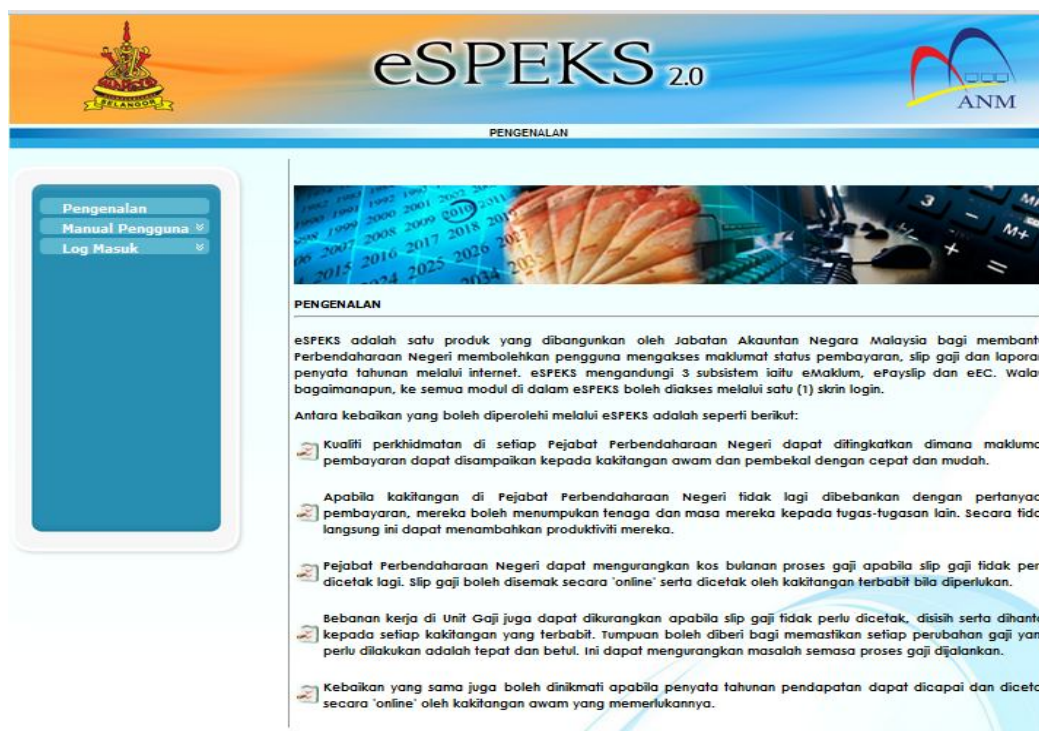 SELANGOR
eSPEKS 2.0
ANM
PENGENALAN
Pengenalan
Manual Pengguna
Log Masuk
PENGENALAN
eSPEKS adalah satu produk yang dibangunkan oleh Jabatan Akauntan Negara Malaysia bagi membant
Perbendaharaan Negeri membolehkan pengguna mengakses maklumat status pembayaran, slip gaji dan lapora
penyata tahunan melalui internet. eSPEKS mengandungi 3 subsistem iaitu eMaklum, ePayslip dan eEC. Wala
bagaimanapun, ke semua modul di dalam eSPEKS boleh diakses melalui satu (1) skrin login.
Antara kebaikan yang boleh diperolehi melalui eSPEKS adalah seperti berikut:
Kualiti perkhidmatan di setiap Pejabat Perbendaharaan Negeri dapat ditingkatkan dimana makluma
pembayaran dapat disampaikan kepada kakitangan awam dan pembekal dengan cepat dan mudah.
Apabila kakitangan di Pejabat Perbendaharaan Negeri tidak lagi dibebankan dengan pertanyaa
pembayaran, mereka boleh menumpukan tenaga dan masa mereka kepada tugas-tugasan lain. Secara tida
langsung ini dapat menambahkan produktiviti mereka.
Pejabat Perbendaharaan Negeri dapat mengurangkan kos bulanan proses gaji apabila slip gaji tidak per
dicetak lagi. Slip gaji boleh disemak secara 'online' serta dicetak oleh kakitangan terbabit bila diperlukan.
Bebanan kerja di Unit Gaji juga dapat dikurangkan apabila slip gaji tidak perlu dicetak, disisih serta dihanta
kepada setiap kakitangan yang terbabit. Tumpuan boleh diberi bagi memastikan setiap perubahan gaji yan
perlu dilakukan adalah tepat dan betul. Ini dapat mengurangkan masalah semasa proses gaji dijalankan.
Kebaikan yang sama juga boleh dinikmati apabila penyata tahunan pendapatan dapat dicapai dan diceta
secara 'online' oleh kakitangan awam yang memerlukannya.